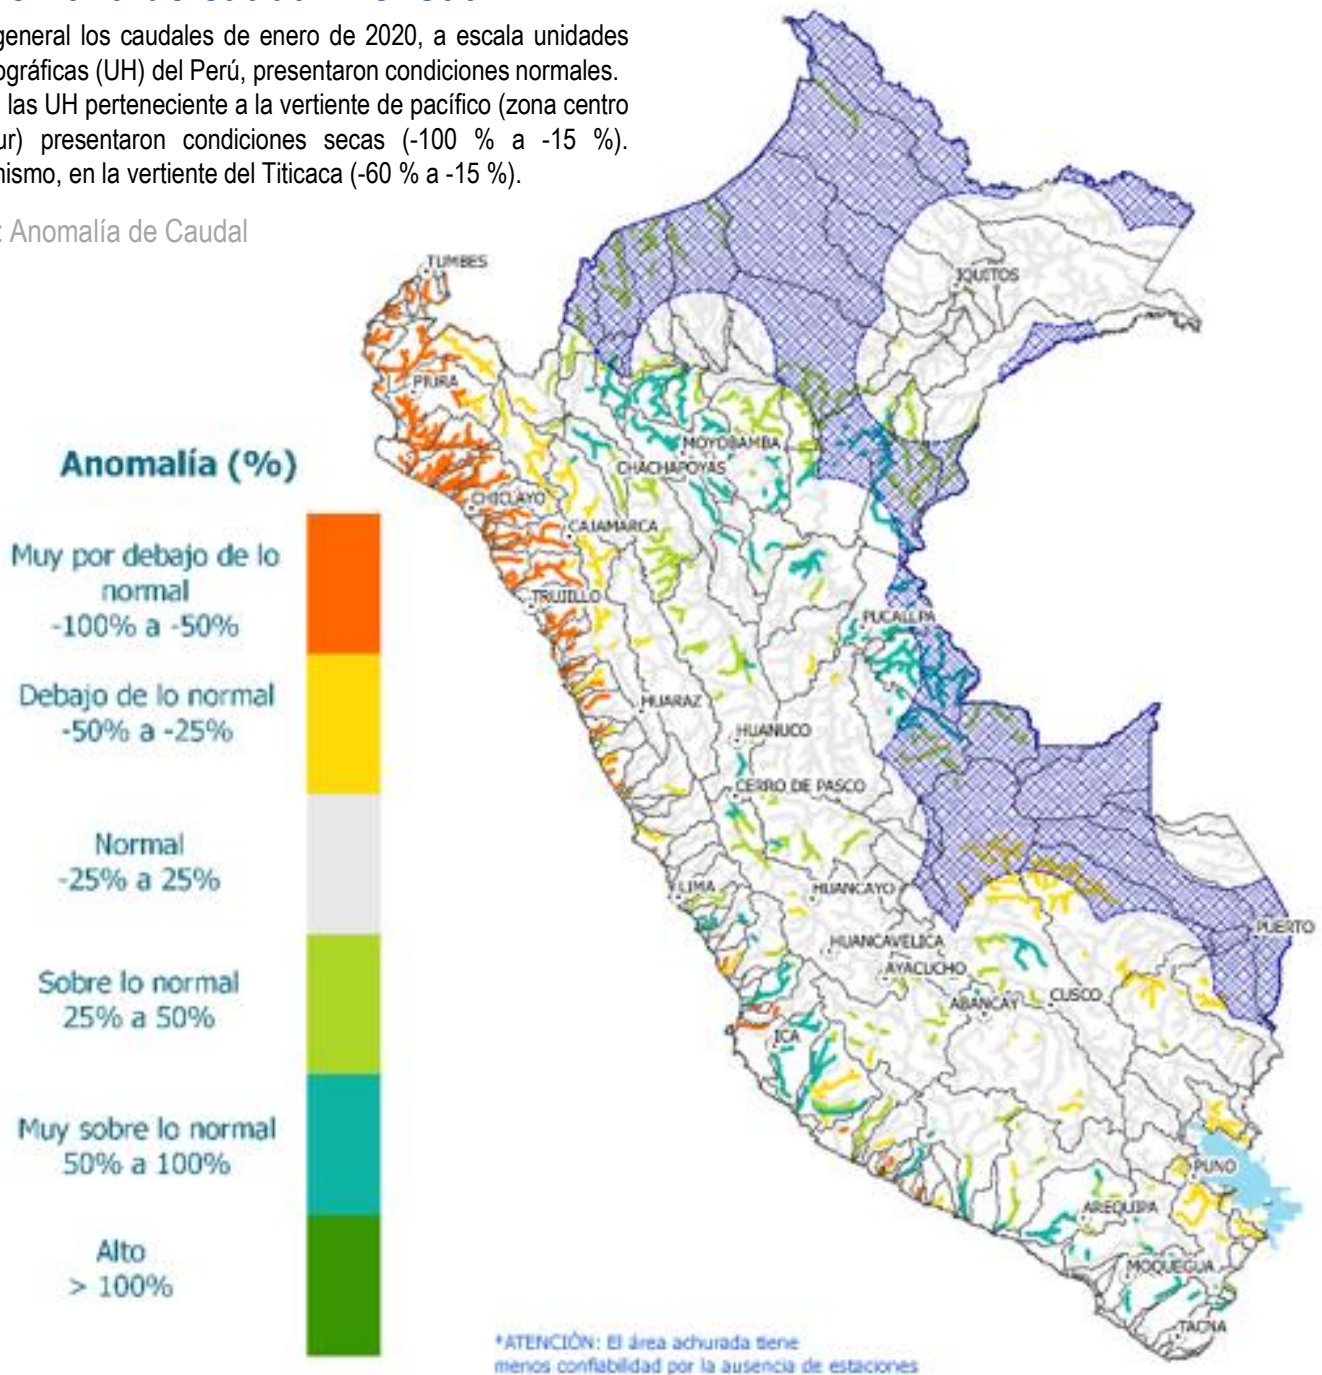 general los caudales de enero de 2020, a escala unidades
ográficas (UH) del Perú, presentaron condiciones normales.
las UH perteneciente a la vertiente de pacífico (zona centro
ur) presentaron condiciones secas (-100 % a -15 %).
nismo, en la vertiente del Titicaca (-60 % a -15 %).
: Anomalía de Caudal
TUMBES
IQUITOS
PIURA
MOYOBAMBA
CHACHAPOYAS
CHICLAYO
CAJAMARCA
TRUJILLO
PUCALLPA
HUARAZ
HUANUCO
CERRO DE PASCO
LIMA
HUANCAYO
PUERTO
HUANCAVELICA
AYACUCHO
ABANCAY
CUSCO
ICA
PUNO
AREQUIPA
MOQUEGUA
TACNA
Anomalía (%)
Muy por debajo de lo
normal
-100% a -50%
Debajo de lo normal
-50% a -25%
Normal
-25% a 25%
Sobre lo normal
25% a 50%
Muy sobre lo normal
50% a 100%
Alto
> 100%
*ATENCIÓN: El área achurada tiene
menos confiabilidad por la ausencia de estaciones